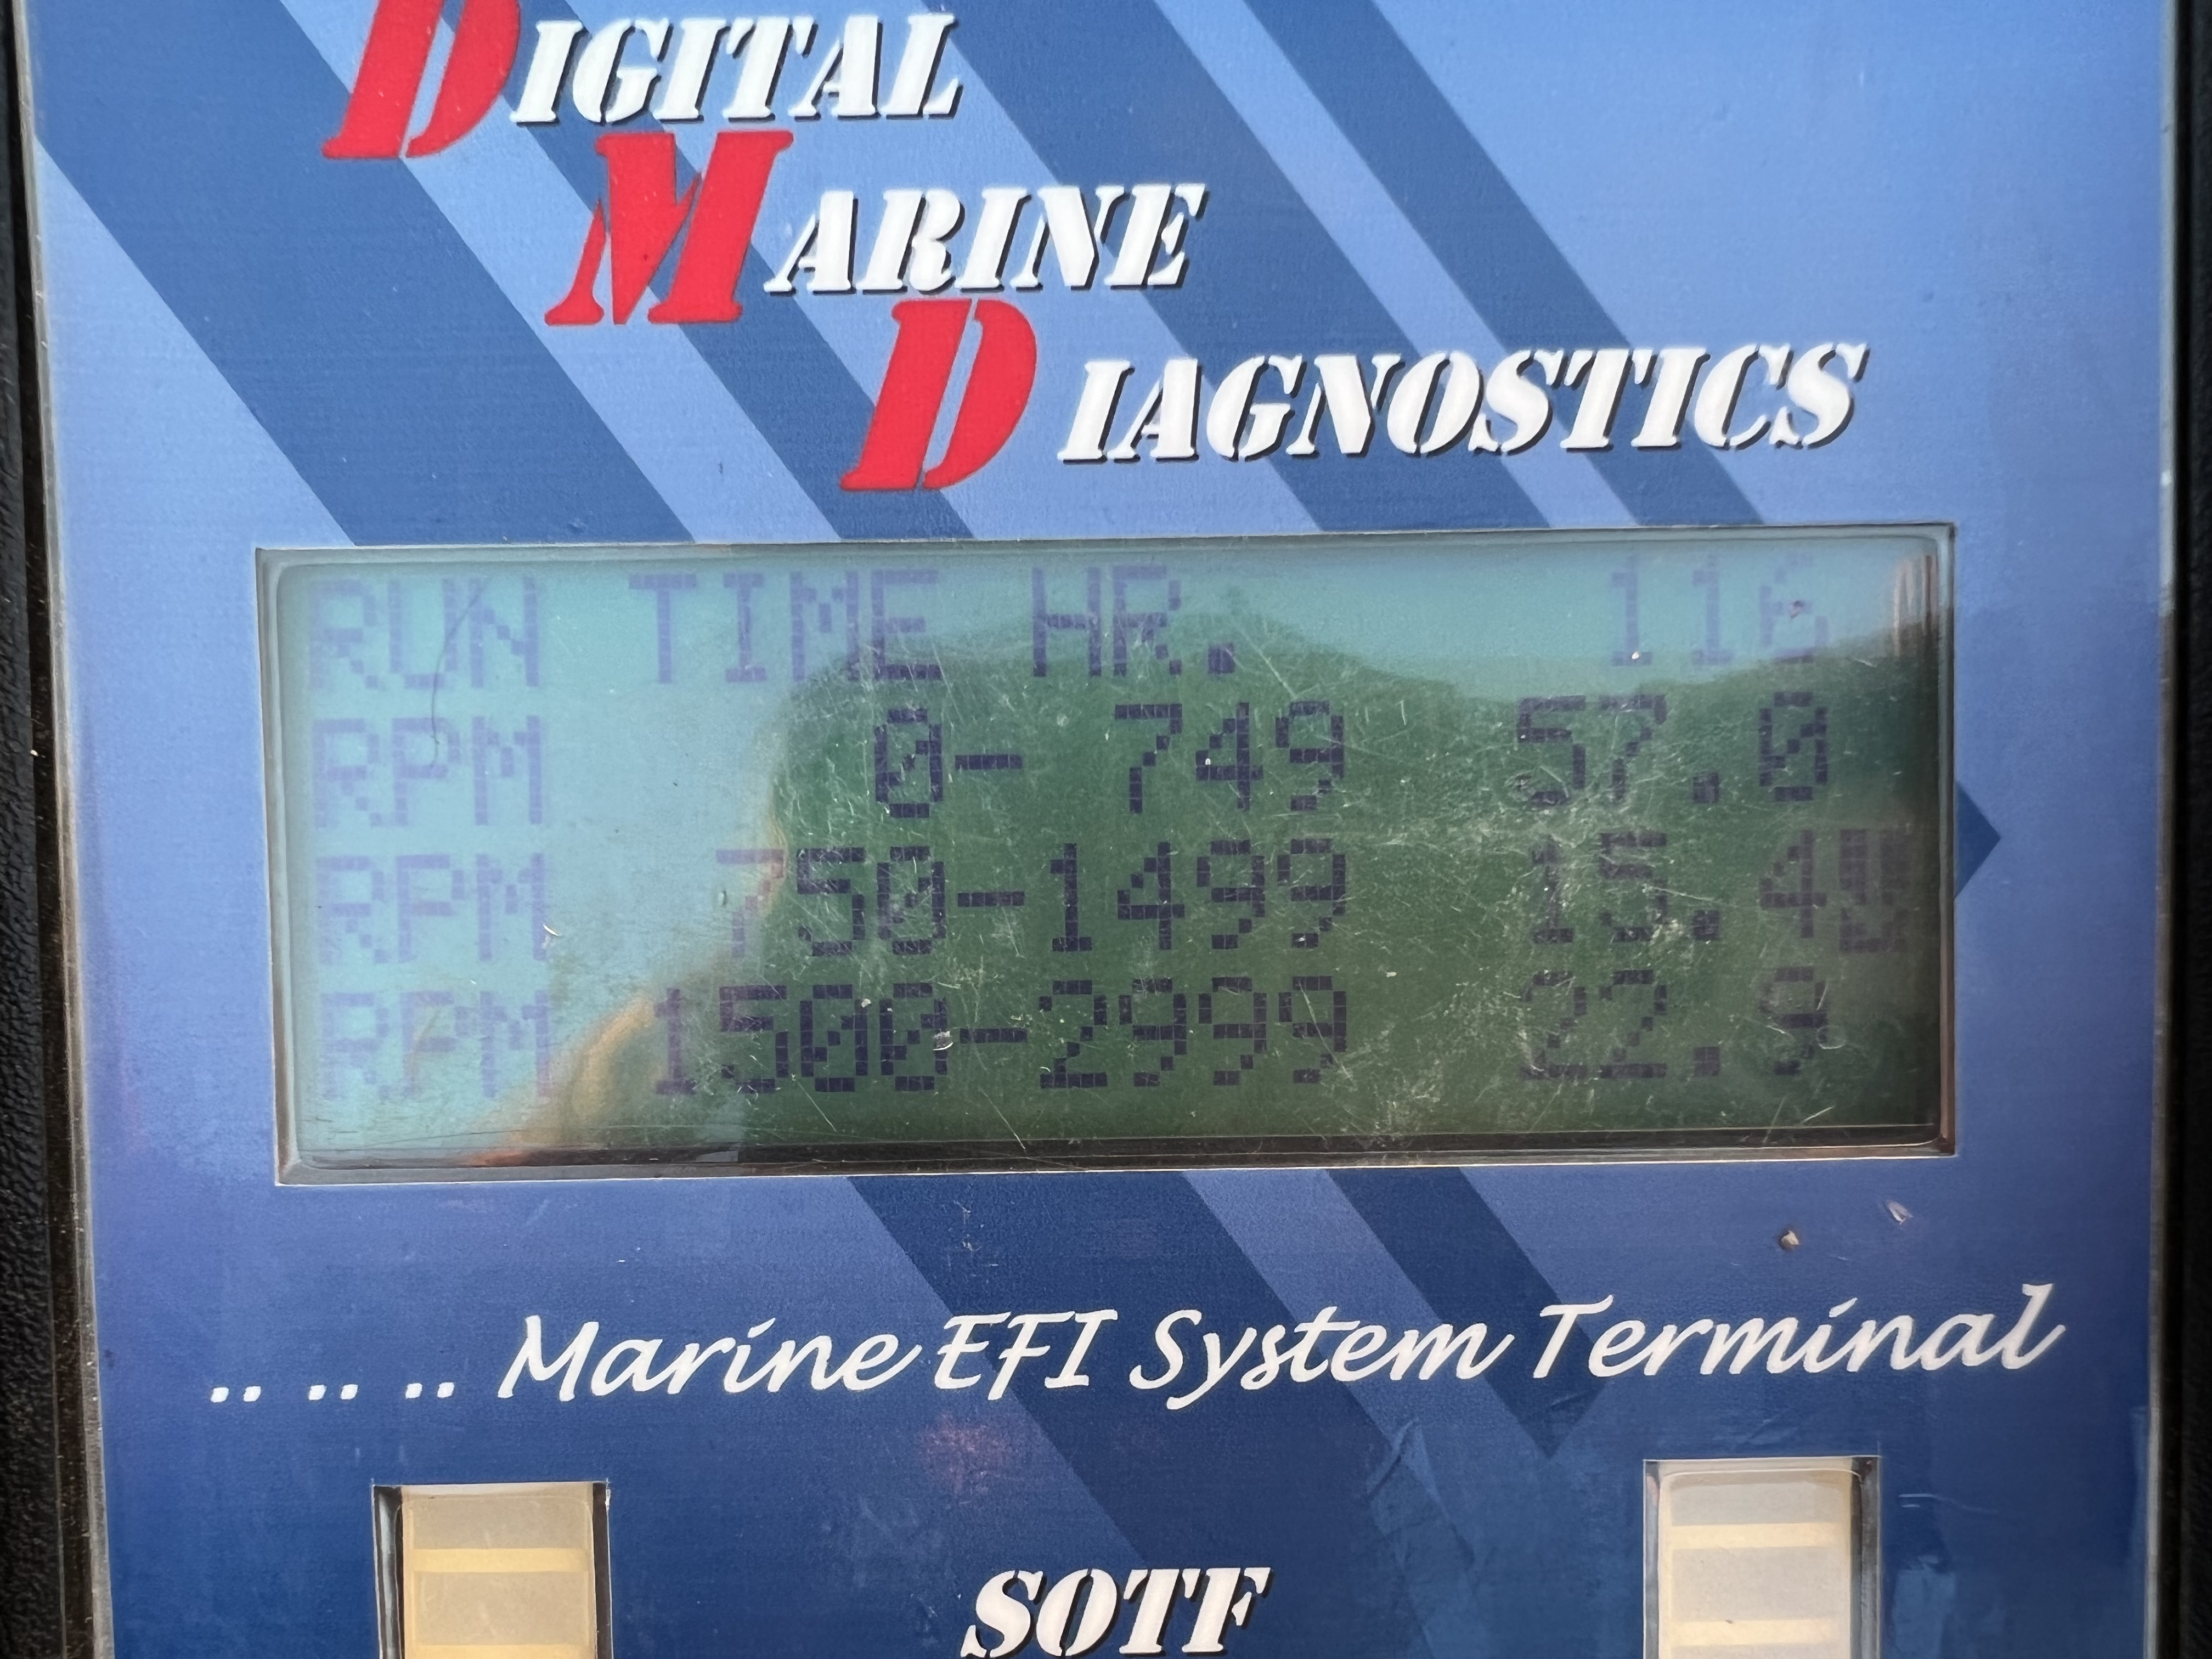 DIGITAL
MARINE
DIAGNOSTICS
RUN TIME HR. 116
RPM 0- 749 57.0
RPM 750-1499 15.4
RPM 1500-2999 22.9
.. .. .. Marine EFI System Terminal
SOTF